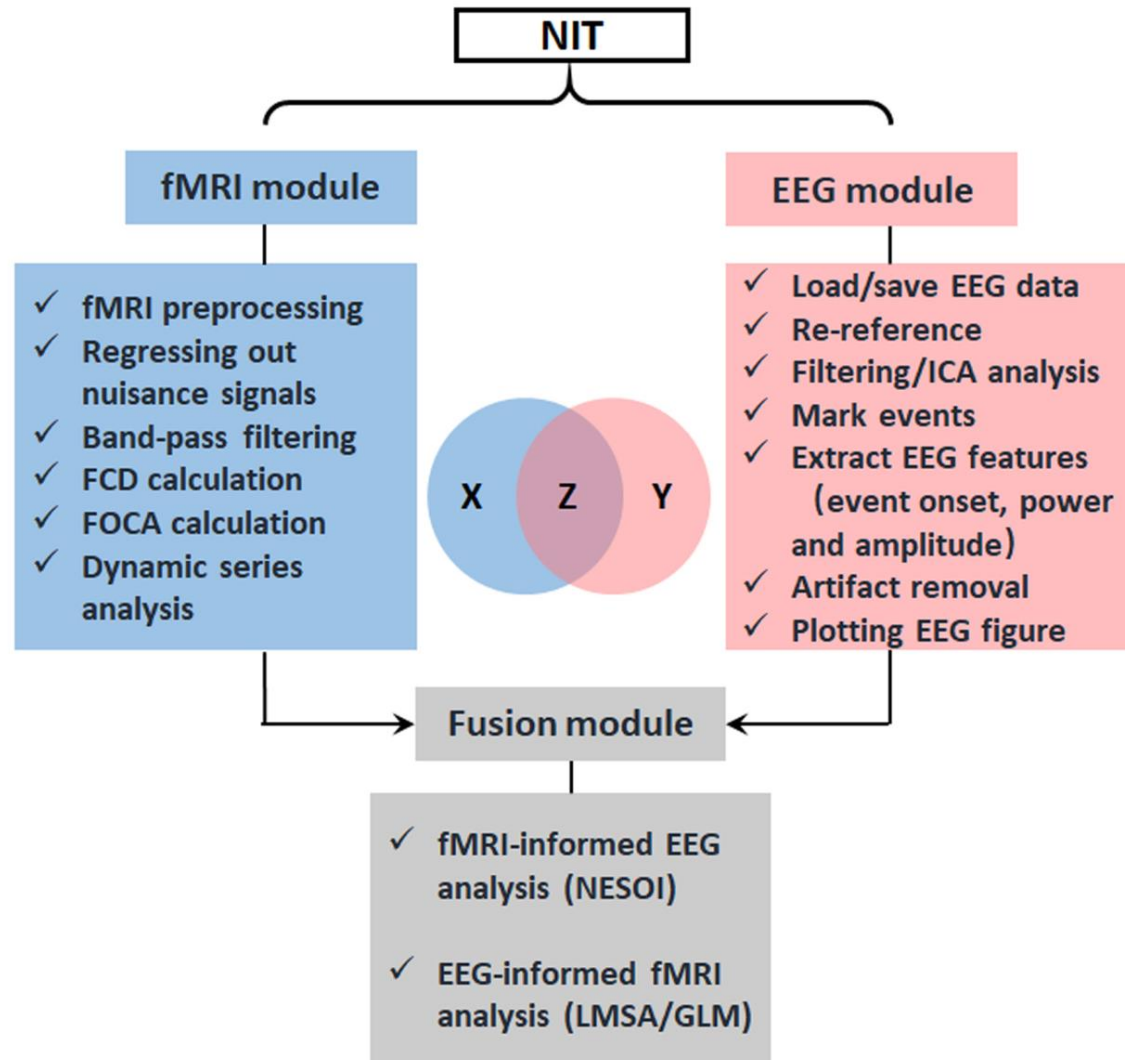 NIT
fMRI module
✓ fMRI preprocessing
✓ Regressing out
nuisance signals
✓ Band-pass filtering
✓ FCD calculation
✓ FOCA calculation
✓ Dynamic series
analysis
X Z Y
EEG module
✓ Load/save EEG data
✓ Re-reference
✓ Filtering/ICA analysis
✓ Mark events
✓ Extract EEG features
（event onset, power
and amplitude）
✓ Artifact removal
✓ Plotting EEG figure
Fusion module
✓ fMRI-informed EEG
analysis (NESOI)
✓ EEG-informed fMRI
analysis (LMSA/GLM)